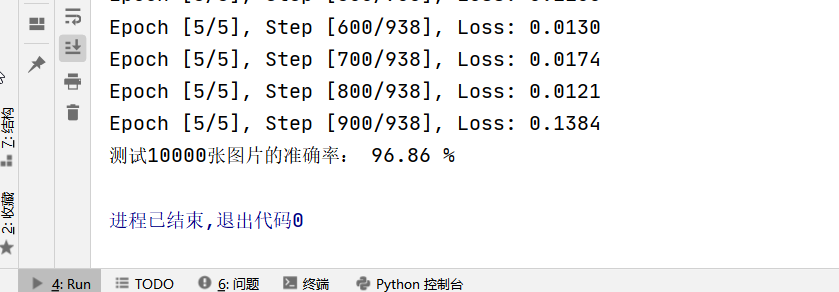 Epoch [5/5], Step [600/938], Loss: 0.0130
Epoch [5/5], Step [700/938], Loss: 0.0174
Epoch [5/5], Step [800/938], Loss: 0.0121
Epoch [5/5], Step [900/938], Loss: 0.1384
测试10000张图片的准确率： 96.86 %
进程已结束,退出代码0
7: 结构
2: 收藏
4: Run TODO 6: 问题 终端 Python 控制台